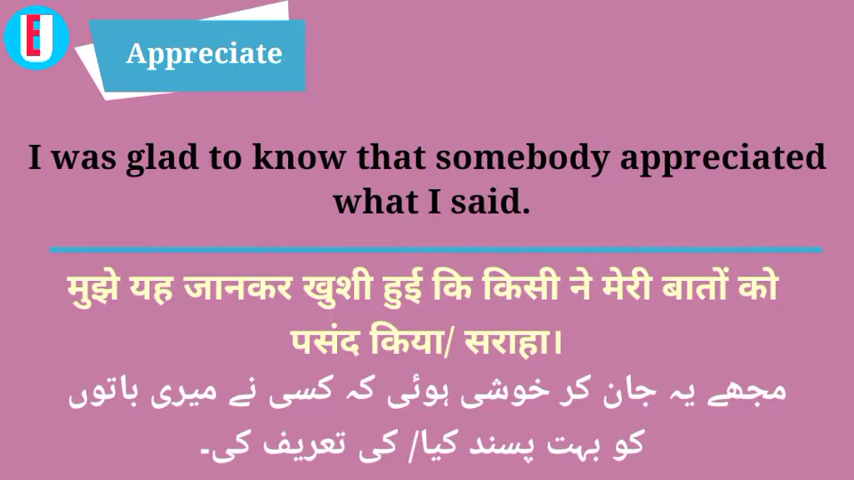 EU
Appreciate
I was glad to know that somebody appreciated
what I said.
मुझे यह जानकर खुशी हुई कि किसी ने मेरी बातों को
पसंद किया/ सराहा।
مجھے یہ جان کر خوشی ہوئی کہ کسی نے میری باتوں
کو بہت پسند کیا/ کی تعریف کی۔